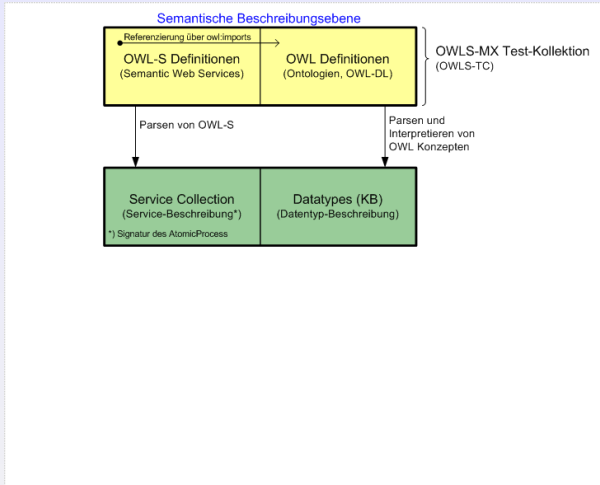 Semantische Beschreibungsebene
Referenzierung über owl:imports
OWL-S Definitionen
(Semantic Web Services)
OWL Definitionen
(Ontologien, OWL-DL)
OWLS-MX Test-Kollektion
(OWLS-TC)
Parsen von OWL-S
Parsen und
Interpretieren von
OWL Konzepten
Service Collection
(Service-Beschreibung*)
*) Signatur des AtomicProcess
Datatypes (KB)
(Datentyp-Beschreibung)